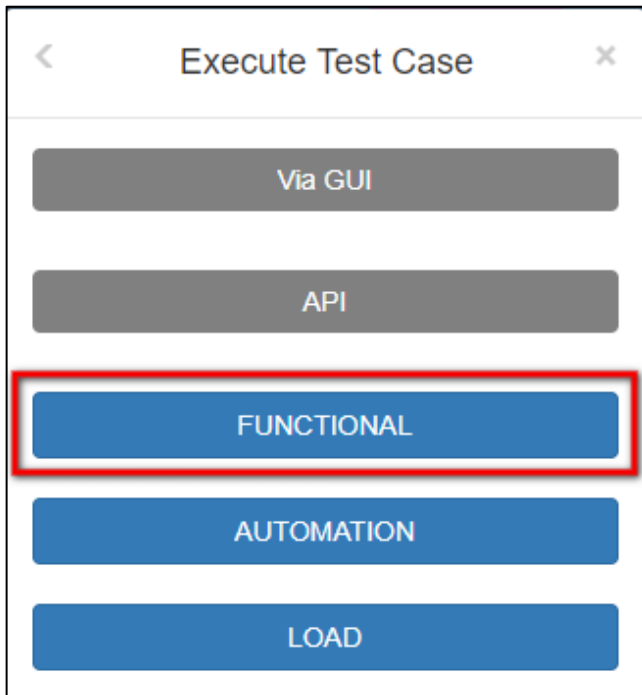 Execute Test Case
Via GUI
API
FUNCTIONAL
AUTOMATION
LOAD